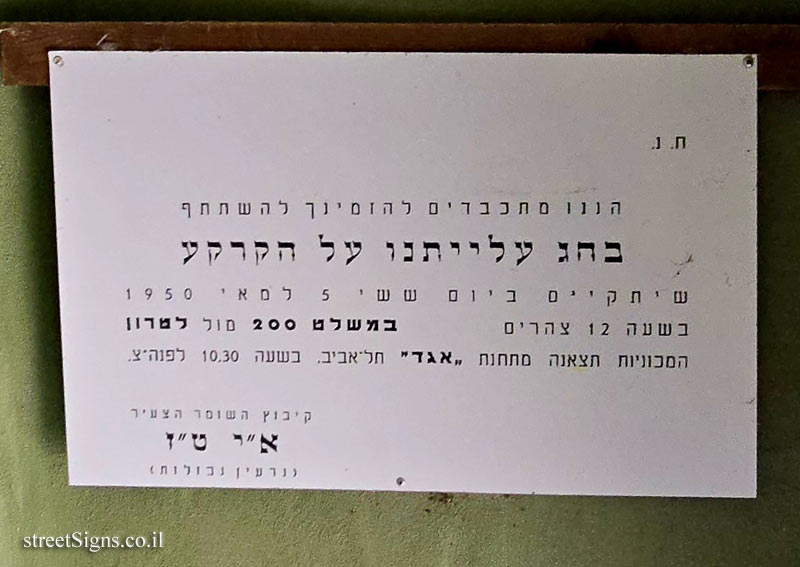 ח. נ.
הננו מתכבדים להזמינך להשתתף
בחג עלייתנו על הקרקע
שיתקיים ביום ששי 5 למאי 1950
בשעה 12 צהרים במשלט 200 מול לטרון
המכוניות תצאנה מתחנת „אגד" תל־אביב, בשעה 10,30 לפנה״צ.
קיבוץ השומר הצעיר
א״י ט״ז
(גרעין גבולות)
streetSigns.co.il